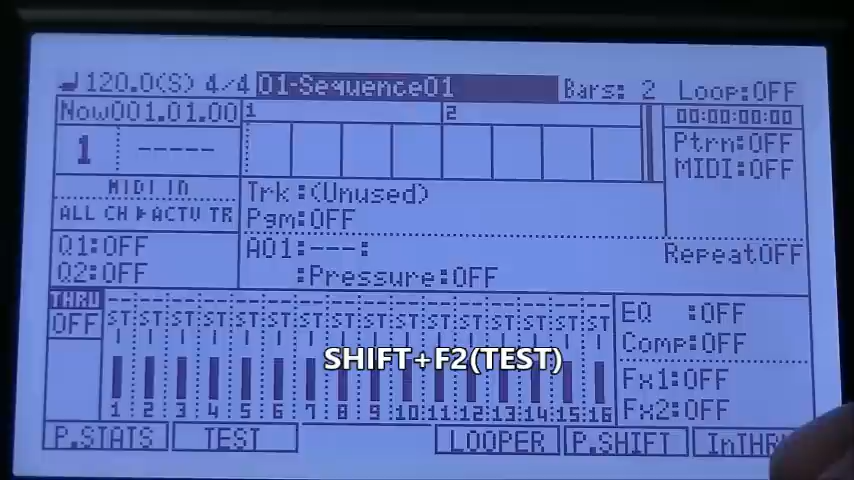 120.0(S) 4/4 01-Sequence01 Bars: 2 Loop:OFF
Now001.01.00 1 2 00:00:00:00
1 ----- Ptrn:OFF
MIDI:OFF
MIDI IN Trk:(Unused)
ALL CH▶ACTV TR Pgm:OFF
Q1:OFF A01:---: RepeatOFF
Q2:OFF :Pressure:OFF
THRU -- -- -- -- -- -- -- -- -- -- -- -- -- -- -- --
OFF ST ST ST ST ST ST ST ST ST ST ST ST ST ST ST ST EQ :OFF
Comp:OFF
SHIFT+F2(TEST)
Fx1:OFF
1 2 3 4 5 6 7 8 9 10 11 12 13 14 15 16 Fx2:OFF
P.STATS TEST LOOPER P.SHIFT InTHRU